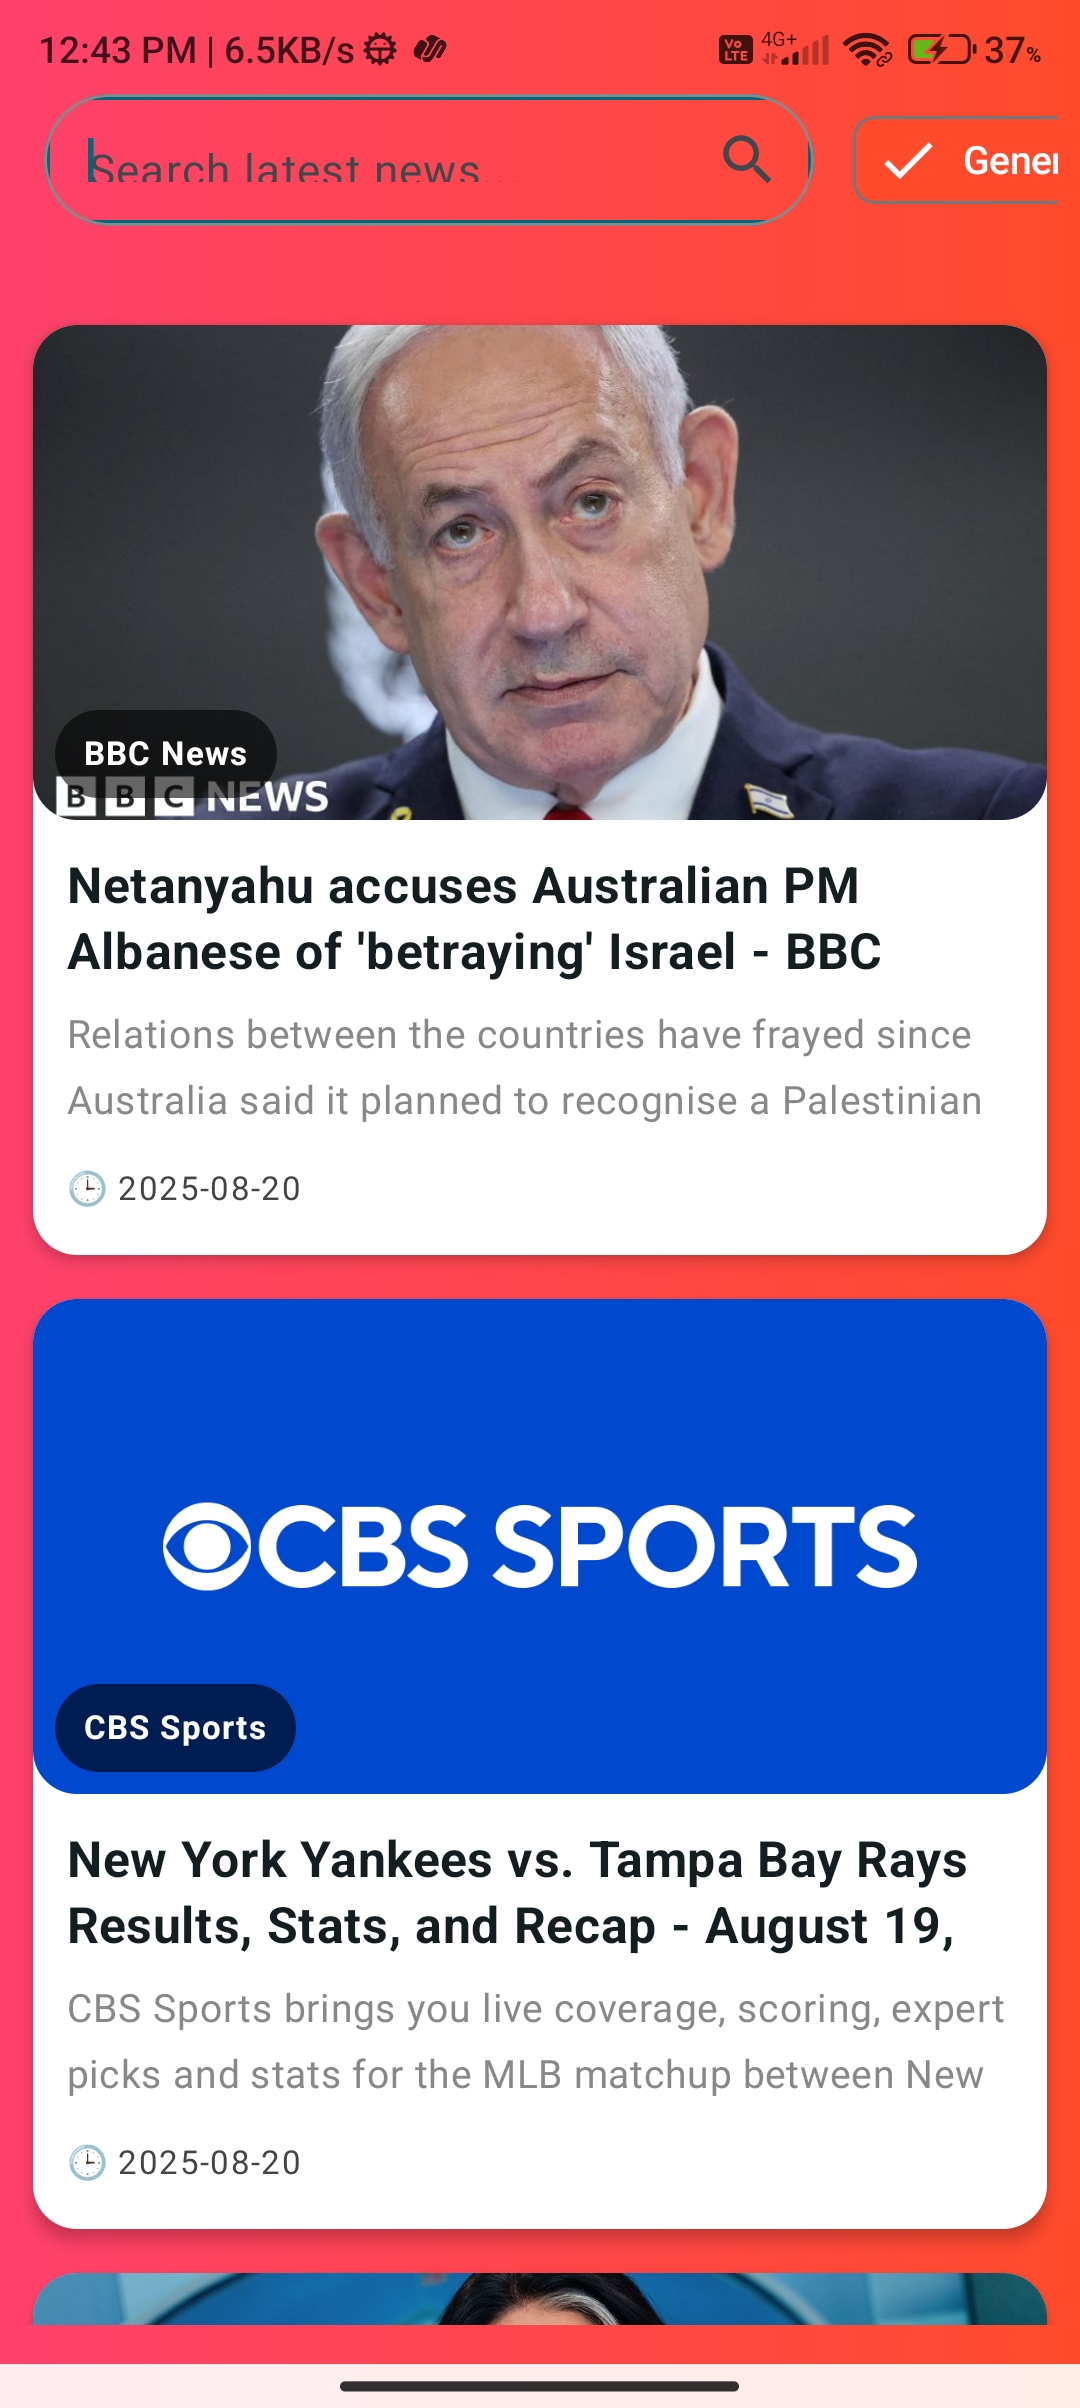 12:43 PM | 6.5KB/s
Vo LTE 4G+ 37%
Search latest news...
Gener
BBC News
BBC NEWS
Netanyahu accuses Australian PM
Albanese of 'betraying' Israel - BBC
Relations between the countries have frayed since
Australia said it planned to recognise a Palestinian
2025-08-20
CBS SPORTS
CBS Sports
New York Yankees vs. Tampa Bay Rays
Results, Stats, and Recap - August 19,
CBS Sports brings you live coverage, scoring, expert
picks and stats for the MLB matchup between New
2025-08-20